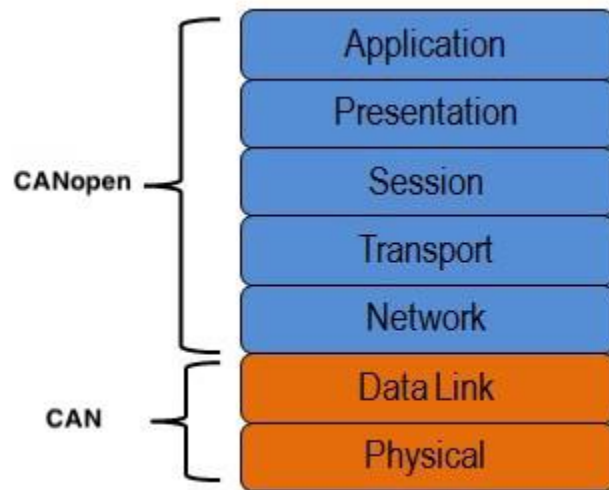 Application
Presentation
CANopen
Session
Transport
Network
Data Link
CAN
Physical